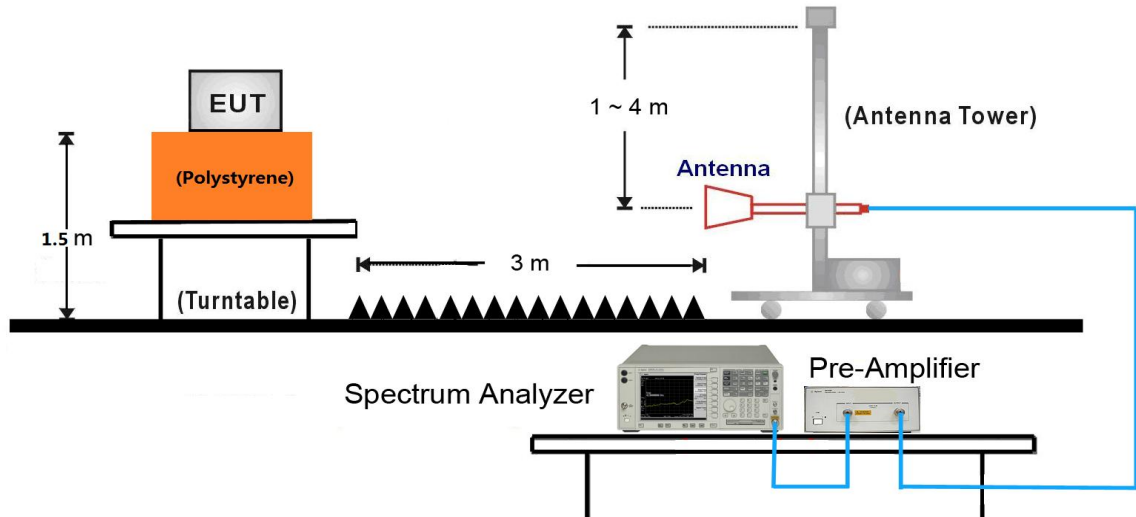 EUT
(Polystyrene)
1.5 m
(Turntable)
3 m
1 ~ 4 m
Antenna
(Antenna Tower)
Spectrum Analyzer
Pre-Amplifier